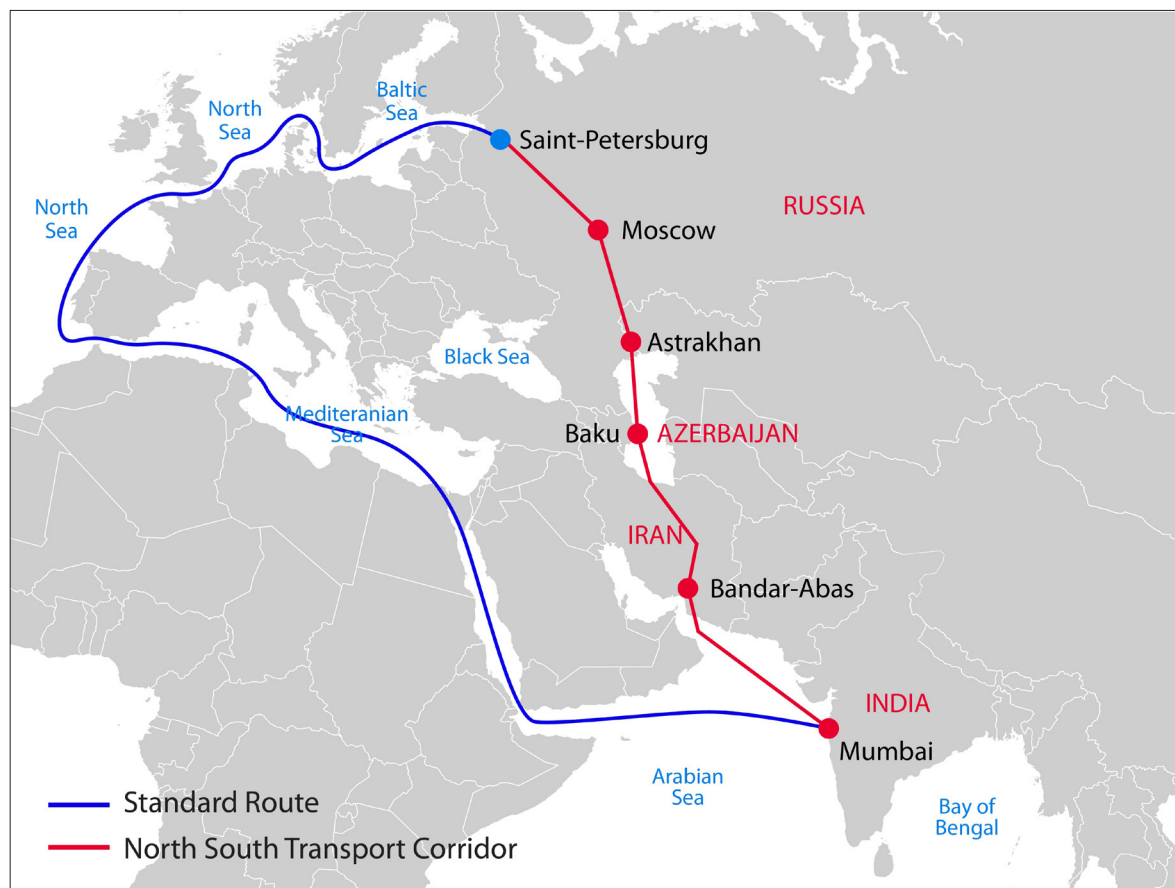 Baltic
Sea
North
Sea
Saint-Petersburg
North
Sea
RUSSIA
Moscow
Astrakhan
Black Sea
Mediteranian
Sea
Baku
AZERBAIJAN
IRAN
Bandar-Abas
INDIA
Mumbai
Arabian
Sea
Bay of
Bengal
Standard Route
North South Transport Corridor